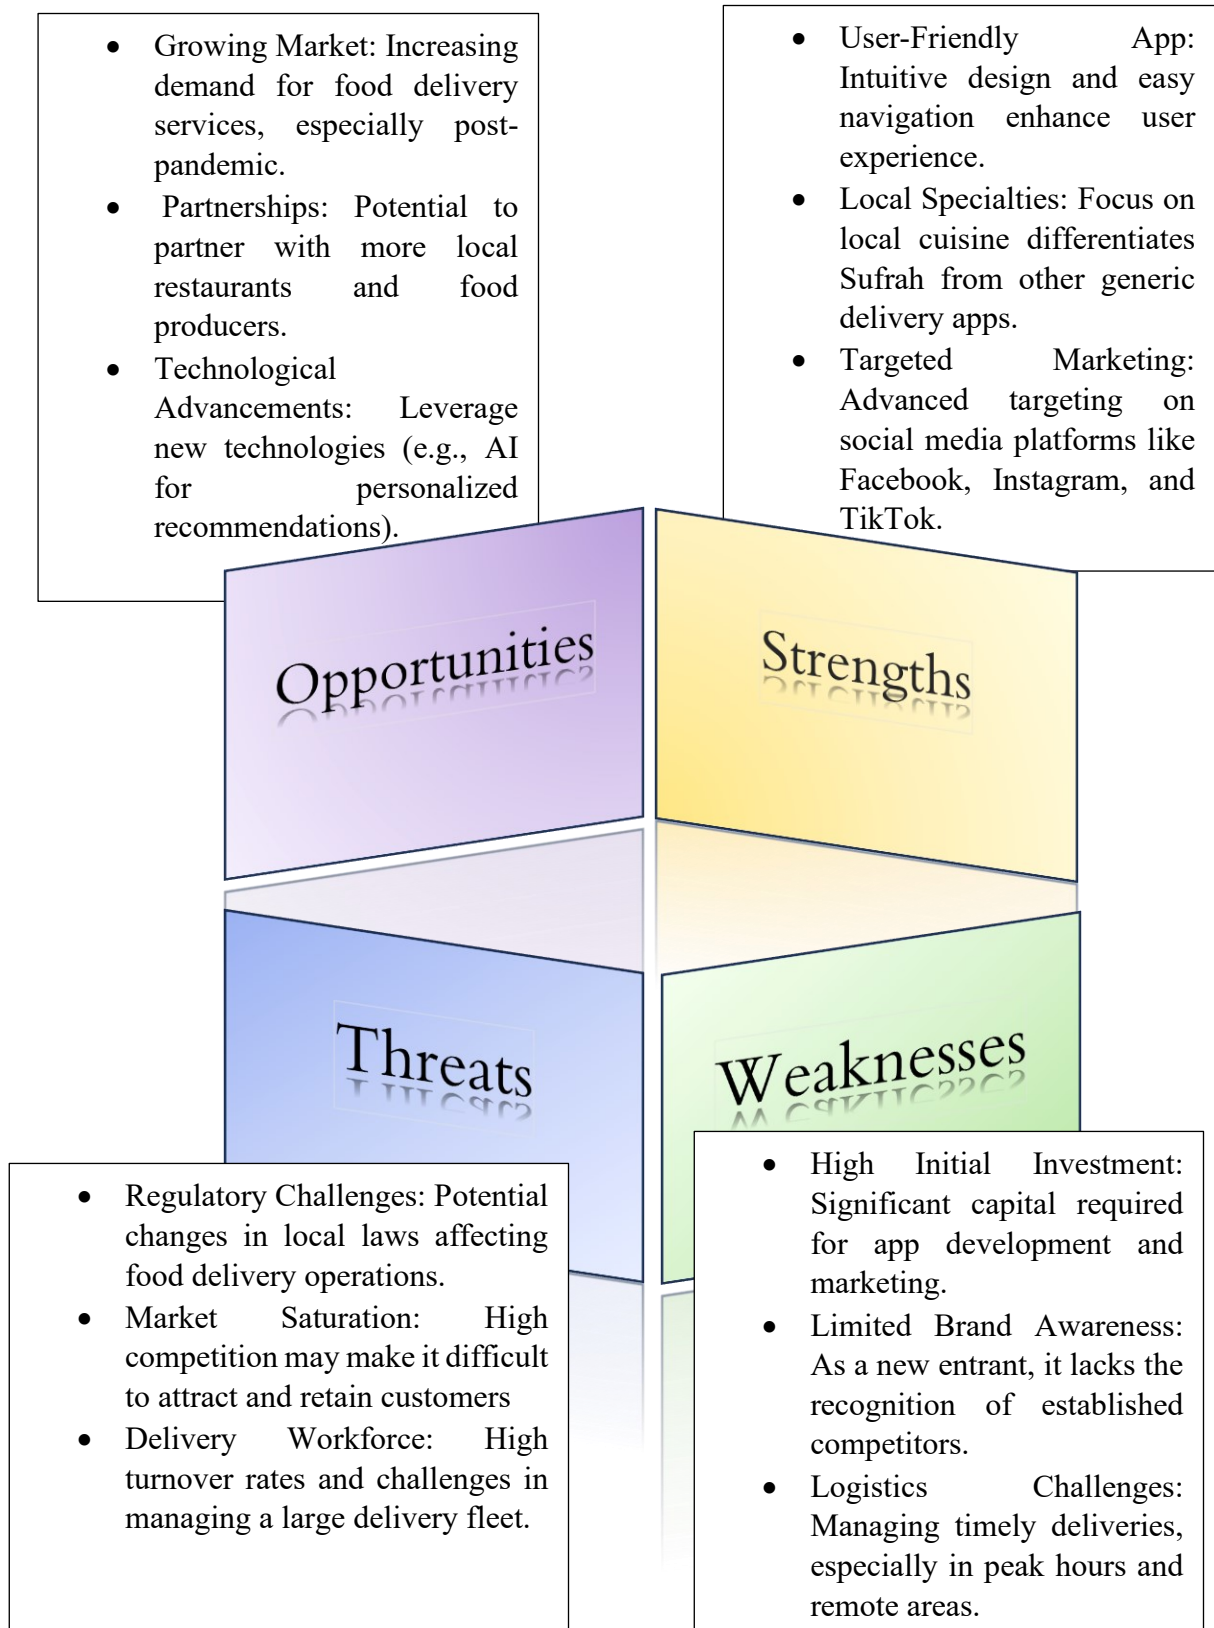 • Growing Market: Increasing
demand for food delivery
services, especially post-
pandemic.
• Partnerships: Potential to
partner with more local
restaurants and food
producers.
• Technological
Advancements: Leverage
new technologies (e.g., AI
for personalized
recommendations).
• User-Friendly App:
Intuitive design and easy
navigation enhance user
experience.
• Local Specialties: Focus on
local cuisine differentiates
Sufrah from other generic
delivery apps.
• Targeted Marketing:
Advanced targeting on
social media platforms like
Facebook, Instagram, and
TikTok.
Opportunities
Strengths
Threats
Weaknesses
• Regulatory Challenges: Potential
changes in local laws affecting
food delivery operations.
• Market Saturation: High
competition may make it difficult
to attract and retain customers
• Delivery Workforce: High
turnover rates and challenges in
managing a large delivery fleet.
• High Initial Investment:
Significant capital required
for app development and
marketing.
• Limited Brand Awareness:
As a new entrant, it lacks the
recognition of established
competitors.
• Logistics Challenges:
Managing timely deliveries,
especially in peak hours and
remote areas.